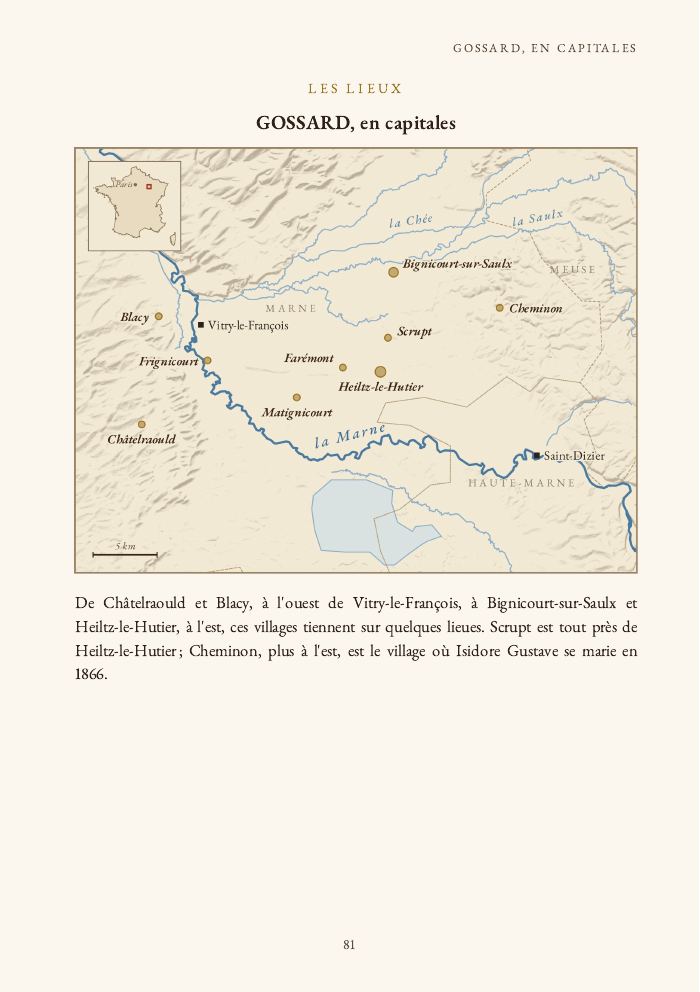 GOSSARD, EN CAPITALES
LES LIEUX
GOSSARD, en capitales
Paris
la Chée
la Saulx
Bignicourt-sur-Saulx
MEUSE
MARNE
Cheminon
Blacy
Vitry-le-François
Scrupt
Frignicourt
Farémont
Heiltz-le-Hutier
Matignicourt
Châtelraould
la Marne
Saint-Dizier
HAUTE-MARNE
5 km
De Châtelraould et Blacy, à l'ouest de Vitry-le-François, à Bignicourt-sur-Saulx et
Heiltz-le-Hutier, à l'est, ces villages tiennent sur quelques lieues. Scrupt est tout près de
Heiltz-le-Hutier ; Cheminon, plus à l'est, est le village où Isidore Gustave se marie en
1866.
81